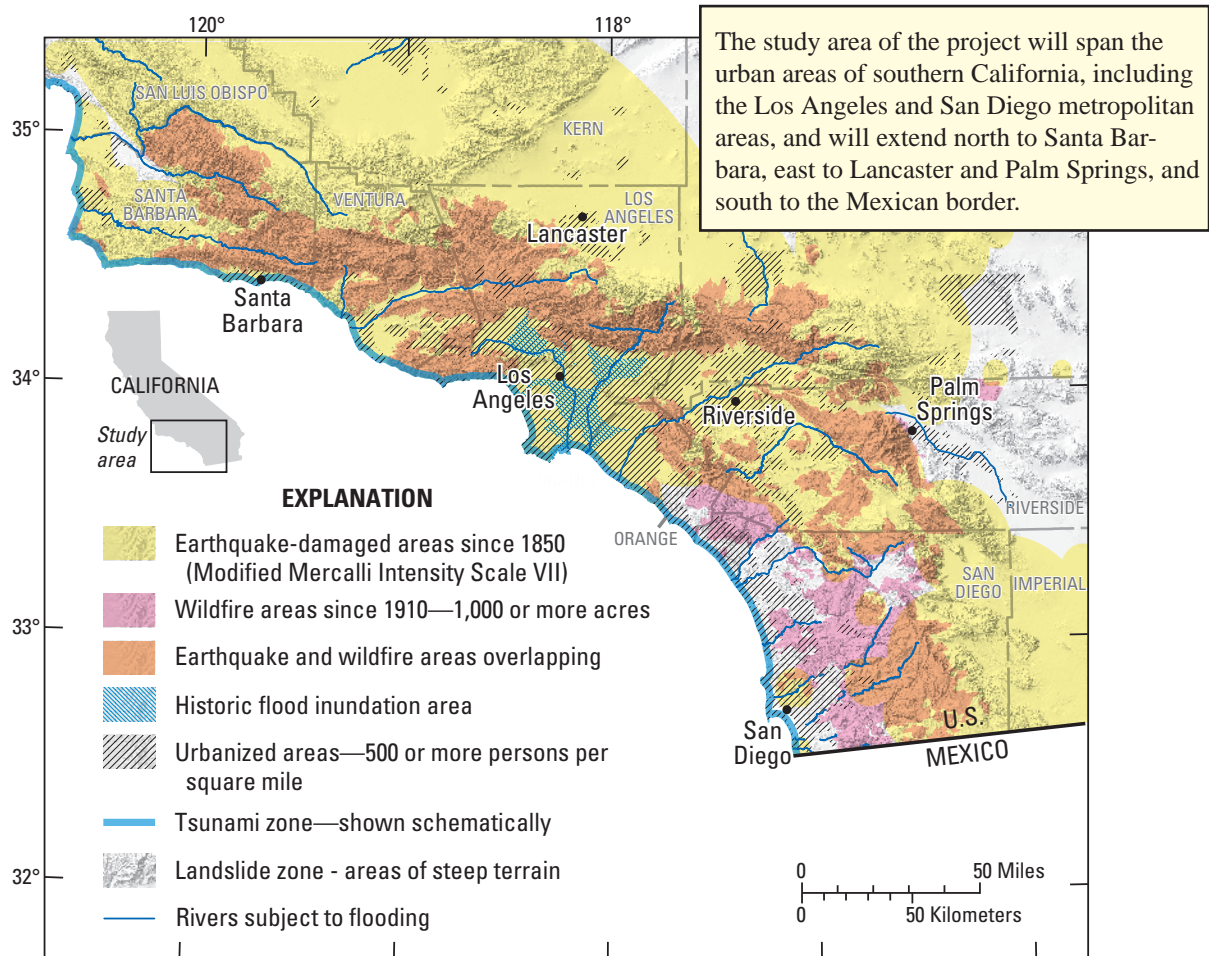 120°
118°
The study area of the project will span the
urban areas of southern California, including
the Los Angeles and San Diego metropolitan
areas, and will extend north to Santa Bar-
bara, east to Lancaster and Palm Springs, and
south to the Mexican border.
SAN LUIS OBISPO
35°
KERN
SANTA
BARBARA
VENTURA
LOS
ANGELES
Lancaster
Santa
Barbara
34°
CALIFORNIA
Los
Angeles
Riverside
Palm
Springs
Study
area
EXPLANATION
RIVERSIDE
ORANGE
Earthquake-damaged areas since 1850
(Modified Mercalli Intensity Scale VII)
SAN
DIEGO
IMPERIAL
Wildfire areas since 1910—1,000 or more acres
33°
Earthquake and wildfire areas overlapping
Historic flood inundation area
San
Diego
U.S.
MEXICO
Urbanized areas—500 or more persons per
square mile
Tsunami zone—shown schematically
Landslide zone - areas of steep terrain
32°
0 50 Miles
0 50 Kilometers
Rivers subject to flooding